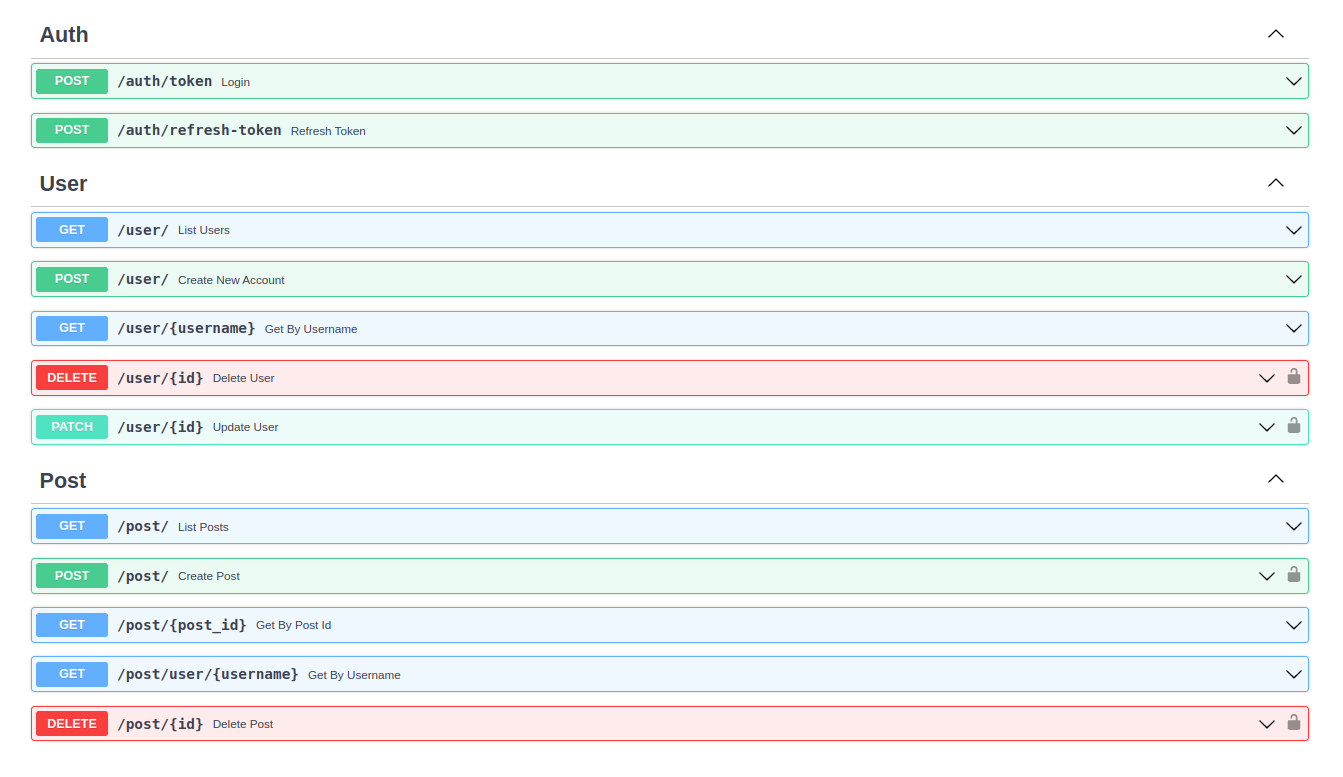 Auth
POST /auth/token Login
POST /auth/refresh-token Refresh Token
User
GET /user/ List Users
POST /user/ Create New Account
GET /user/{username} Get By Username
DELETE /user/{id} Delete User
PATCH /user/{id} Update User
Post
GET /post/ List Posts
POST /post/ Create Post
GET /post/{post_id} Get By Post Id
GET /post/user/{username} Get By Username
DELETE /post/{id} Delete Post